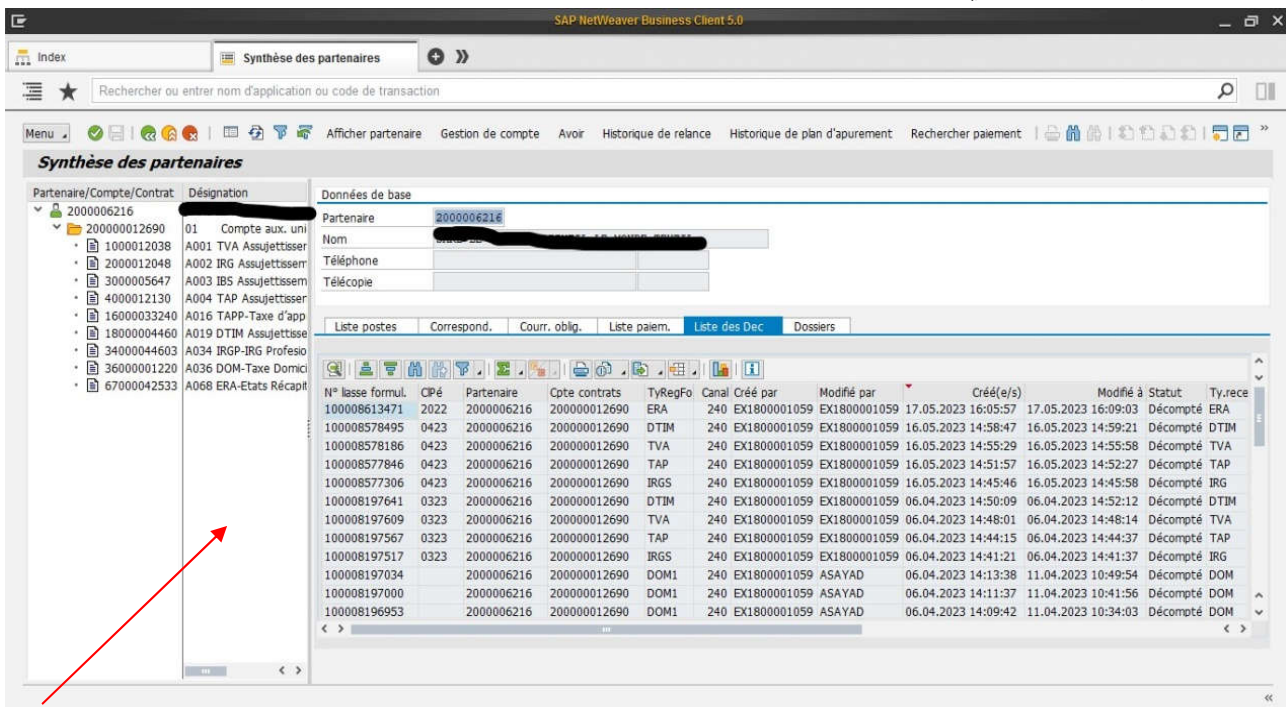 SAP NetWeaver Business Client 5.0
Index Synthèse des partenaires
Rechercher ou entrer nom d'application ou code de transaction
Menu Afficher partenaire Gestion de compte Avoir Historique de relance Historique de plan d'apurement Rechercher paiement
Synthèse des partenaires
Partenaire/Compte/Contrat Désignation
2000006216
200000012690 01 Compte aux. uni
1000012038 A001 TVA Assujettisser
2000012048 A002 IRG Assujettissem
3000005647 A003 IBS Assujettissem
4000012130 A004 TAP Assujettisser
16000033240 A016 TAPP-Taxe d'app
18000004460 A019 DTIM Assujettisse
34000044603 A034 IRGP-IRG Profesio
36000001220 A036 DOM-Taxe Domici
67000042533 A068 ERA-Etats Récapit
Données de base
Partenaire 2000006216
Nom
Téléphone
Télécopie
Liste postes Correspond. Courr. oblig. Liste paiem. Liste des Dec Dossiers
N° liasse formul. ClPé Partenaire Cpte contrats TyRegFo Canal Créé par Modifié par Créé(e/s) Modifié à Statut Ty.rece
100008613471 2022 2000006216 200000012690 ERA 240 EX1800001059 EX1800001059 17.05.2023 16:05:57 17.05.2023 16:09:03 Décompté ERA
100008578495 0423 2000006216 200000012690 DTIM 240 EX1800001059 EX1800001059 16.05.2023 14:58:47 16.05.2023 14:59:21 Décompté DTIM
100008578186 0423 2000006216 200000012690 TVA 240 EX1800001059 EX1800001059 16.05.2023 14:55:29 16.05.2023 14:55:58 Décompté TVA
100008577846 0423 2000006216 200000012690 TAP 240 EX1800001059 EX1800001059 16.05.2023 14:51:57 16.05.2023 14:52:27 Décompté TAP
100008577306 0423 2000006216 200000012690 IRGS 240 EX1800001059 EX1800001059 16.05.2023 14:45:46 16.05.2023 14:45:58 Décompté IRG
100008197641 0323 2000006216 200000012690 DTIM 240 EX1800001059 EX1800001059 06.04.2023 14:50:09 06.04.2023 14:52:12 Décompté DTIM
100008197609 0323 2000006216 200000012690 TVA 240 EX1800001059 EX1800001059 06.04.2023 14:48:01 06.04.2023 14:48:14 Décompté TVA
100008197567 0323 2000006216 200000012690 TAP 240 EX1800001059 EX1800001059 06.04.2023 14:44:15 06.04.2023 14:44:37 Décompté TAP
100008197517 0323 2000006216 200000012690 IRGS 240 EX1800001059 EX1800001059 06.04.2023 14:41:21 06.04.2023 14:41:37 Décompté IRG
100008197034 2000006216 200000012690 DOM1 240 EX1800001059 ASAYAD 06.04.2023 14:13:38 11.04.2023 10:49:54 Décompté DOM
100008197000 2000006216 200000012690 DOM1 240 EX1800001059 ASAYAD 06.04.2023 14:11:37 11.04.2023 10:41:56 Décompté DOM
100008196953 2000006216 200000012690 DOM1 240 EX1800001059 ASAYAD 06.04.2023 14:09:42 11.04.2023 10:34:03 Décompté DOM